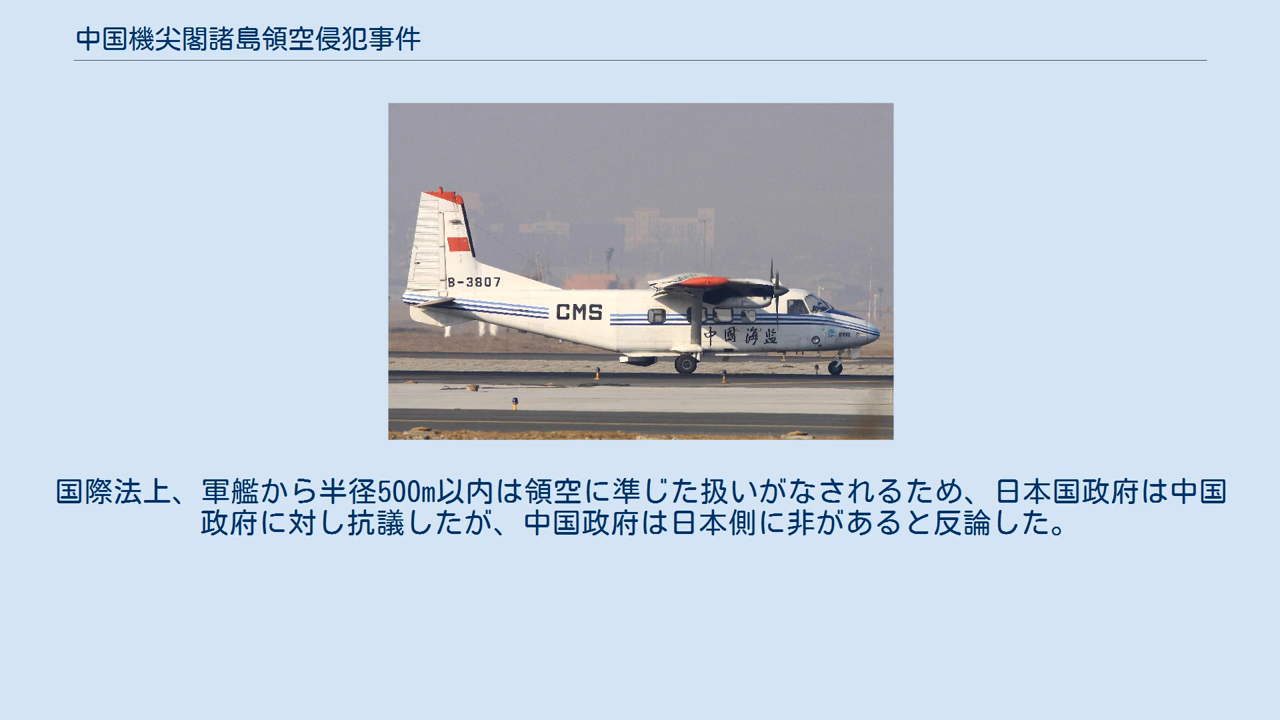 中国機尖閣諸島領空侵犯事件
B-3807
CMS
中国海监
国際法上、軍艦から半径500m以内は領空に準じた扱いがなされるため、日本国政府は中国
政府に対し抗議したが、中国政府は日本側に非があると反論した。